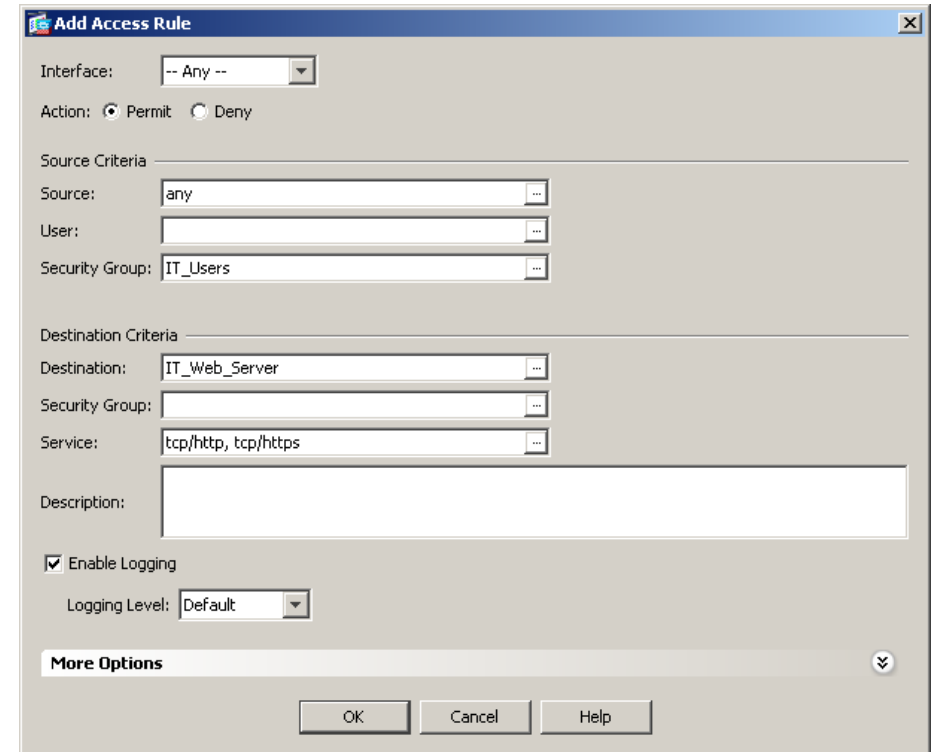 Add Access Rule
Interface: -- Any --
Action: Permit Deny
Source Criteria
Source: any ...
User: ...
Security Group: IT_Users ...
Destination Criteria
Destination: IT_Web_Server ...
Security Group: ...
Service: tcp/http, tcp/https ...
Description:
Enable Logging
Logging Level: Default
More Options
OK Cancel Help